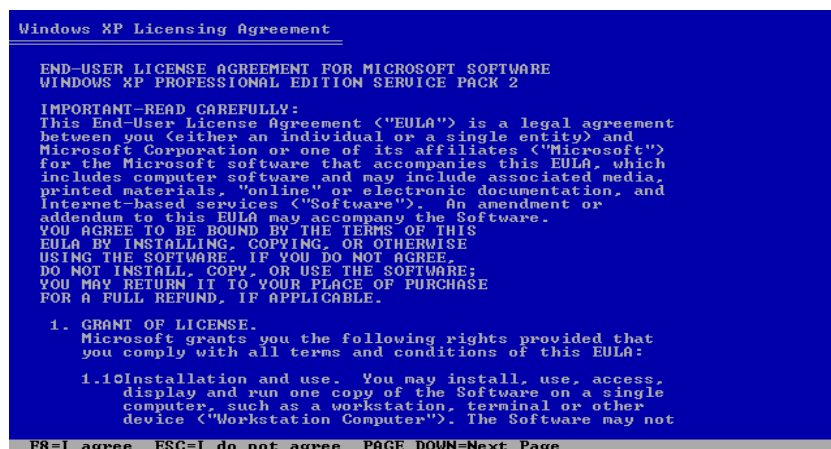 Windows XP Licensing Agreement
END-USER LICENSE AGREEMENT FOR MICROSOFT SOFTWARE
WINDOWS XP PROFESSIONAL EDITION SERVICE PACK 2
IMPORTANT-READ CAREFULLY:
This End-User License Agreement ("EULA") is a legal agreement
between you (either an individual or a single entity) and
Microsoft Corporation or one of its affiliates ("Microsoft")
for the Microsoft software that accompanies this EULA, which
includes computer software and may include associated media,
printed materials, "online" or electronic documentation, and
Internet-based services ("Software").  An amendment or
addendum to this EULA may accompany the Software.
YOU AGREE TO BE BOUND BY THE TERMS OF THIS
EULA BY INSTALLING, COPYING, OR OTHERWISE
USING THE SOFTWARE. IF YOU DO NOT AGREE,
DO NOT INSTALL, COPY, OR USE THE SOFTWARE;
YOU MAY RETURN IT TO YOUR PLACE OF PURCHASE
FOR A FULL REFUND, IF APPLICABLE.
1. GRANT OF LICENSE.
Microsoft grants you the following rights provided that
you comply with all terms and conditions of this EULA:
1.1◘Installation and use.  You may install, use, access,
display and run one copy of the Software on a single
computer, such as a workstation, terminal or other
device ("Workstation Computer"). The Software may not
F8=I agree  ESC=I do not agree  PAGE DOWN=Next Page